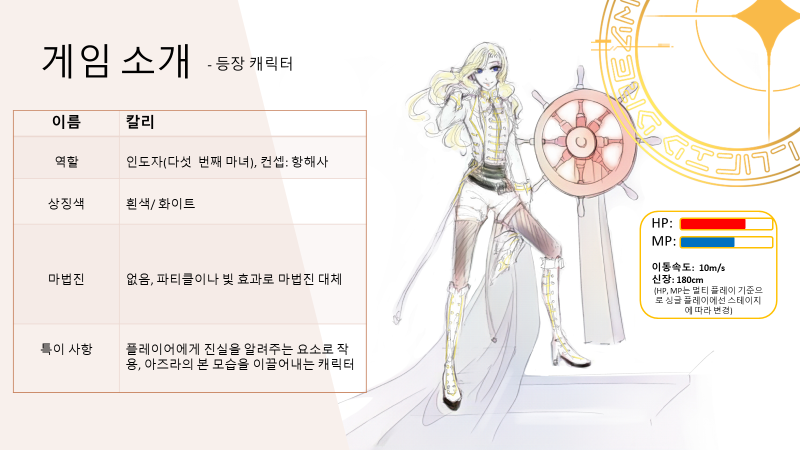 게임 소개 - 등장 캐릭터
이름 칼리
역할 인도자(다섯 번째 마녀), 컨셉: 항해사
상징색 흰색/ 화이트
마법진 없음, 파티클이나 빛 효과로 마법진 대체
특이 사항 플레이어에게 진실을 알려주는 요소로 작
용, 아즈라의 본 모습을 이끌어내는 캐릭터
HP:
MP:
이동속도: 10m/s
신장: 180cm
(HP, MP는 멀티 플레이 기준으
로 싱글 플레이에선 스테이지
에 따라 변경)